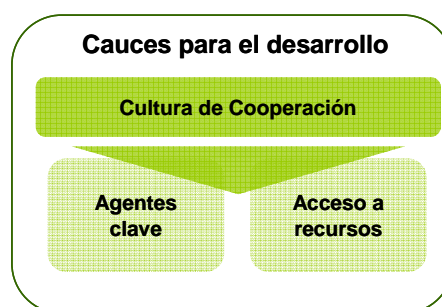 Cauces para el desarrollo
Cultura de Cooperación
Agentes
clave
Acceso a
recursos